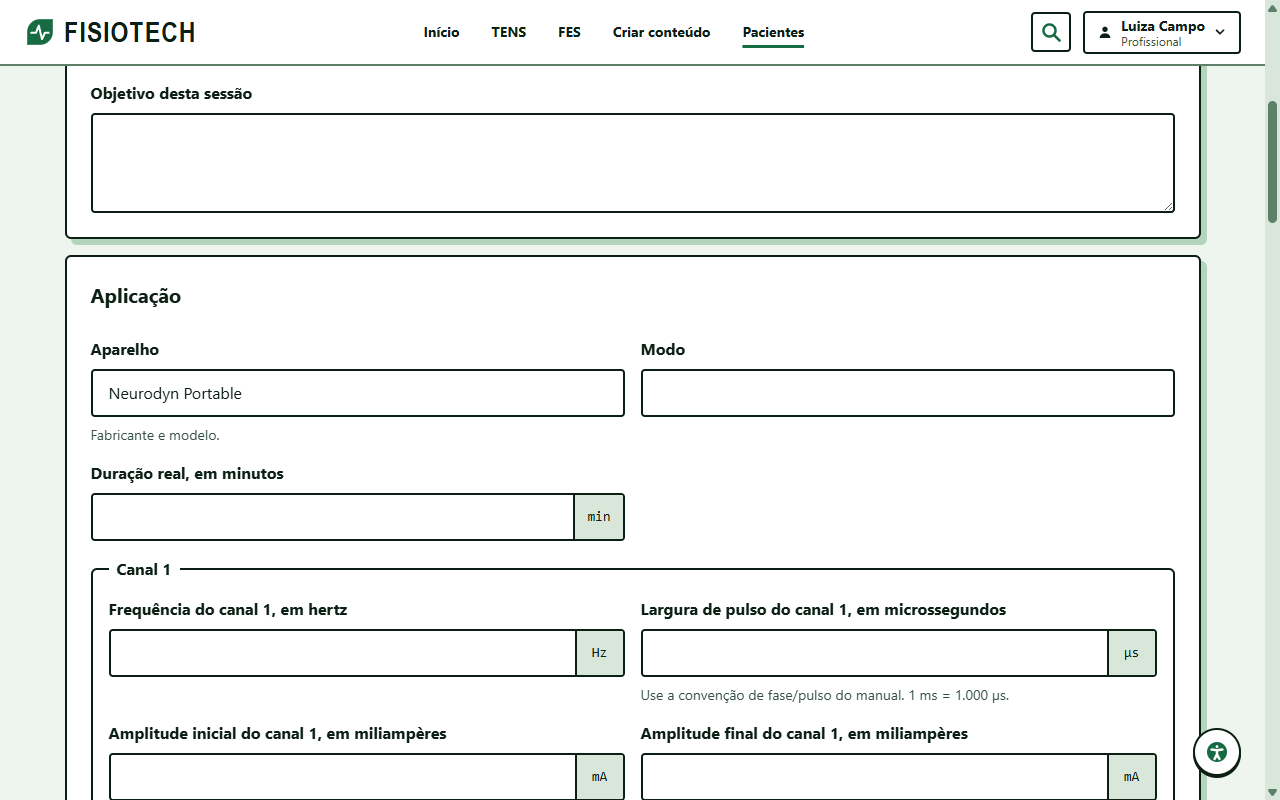 FISIOTECH
Início
TENS
FES
Criar conteúdo
Pacientes
Luiza Campo
Profissional
Objetivo desta sessão
Aplicação
Aparelho
Modo
Neurodyn Portable
Fabricante e modelo.
Duração real, em minutos
min
Canal 1
Frequência do canal 1, em hertz
Largura de pulso do canal 1, em microssegundos
Hz
µs
Use a convenção de fase/pulso do manual. 1 ms = 1.000 µs.
Amplitude inicial do canal 1, em miliampères
Amplitude final do canal 1, em miliampères
mA
mA